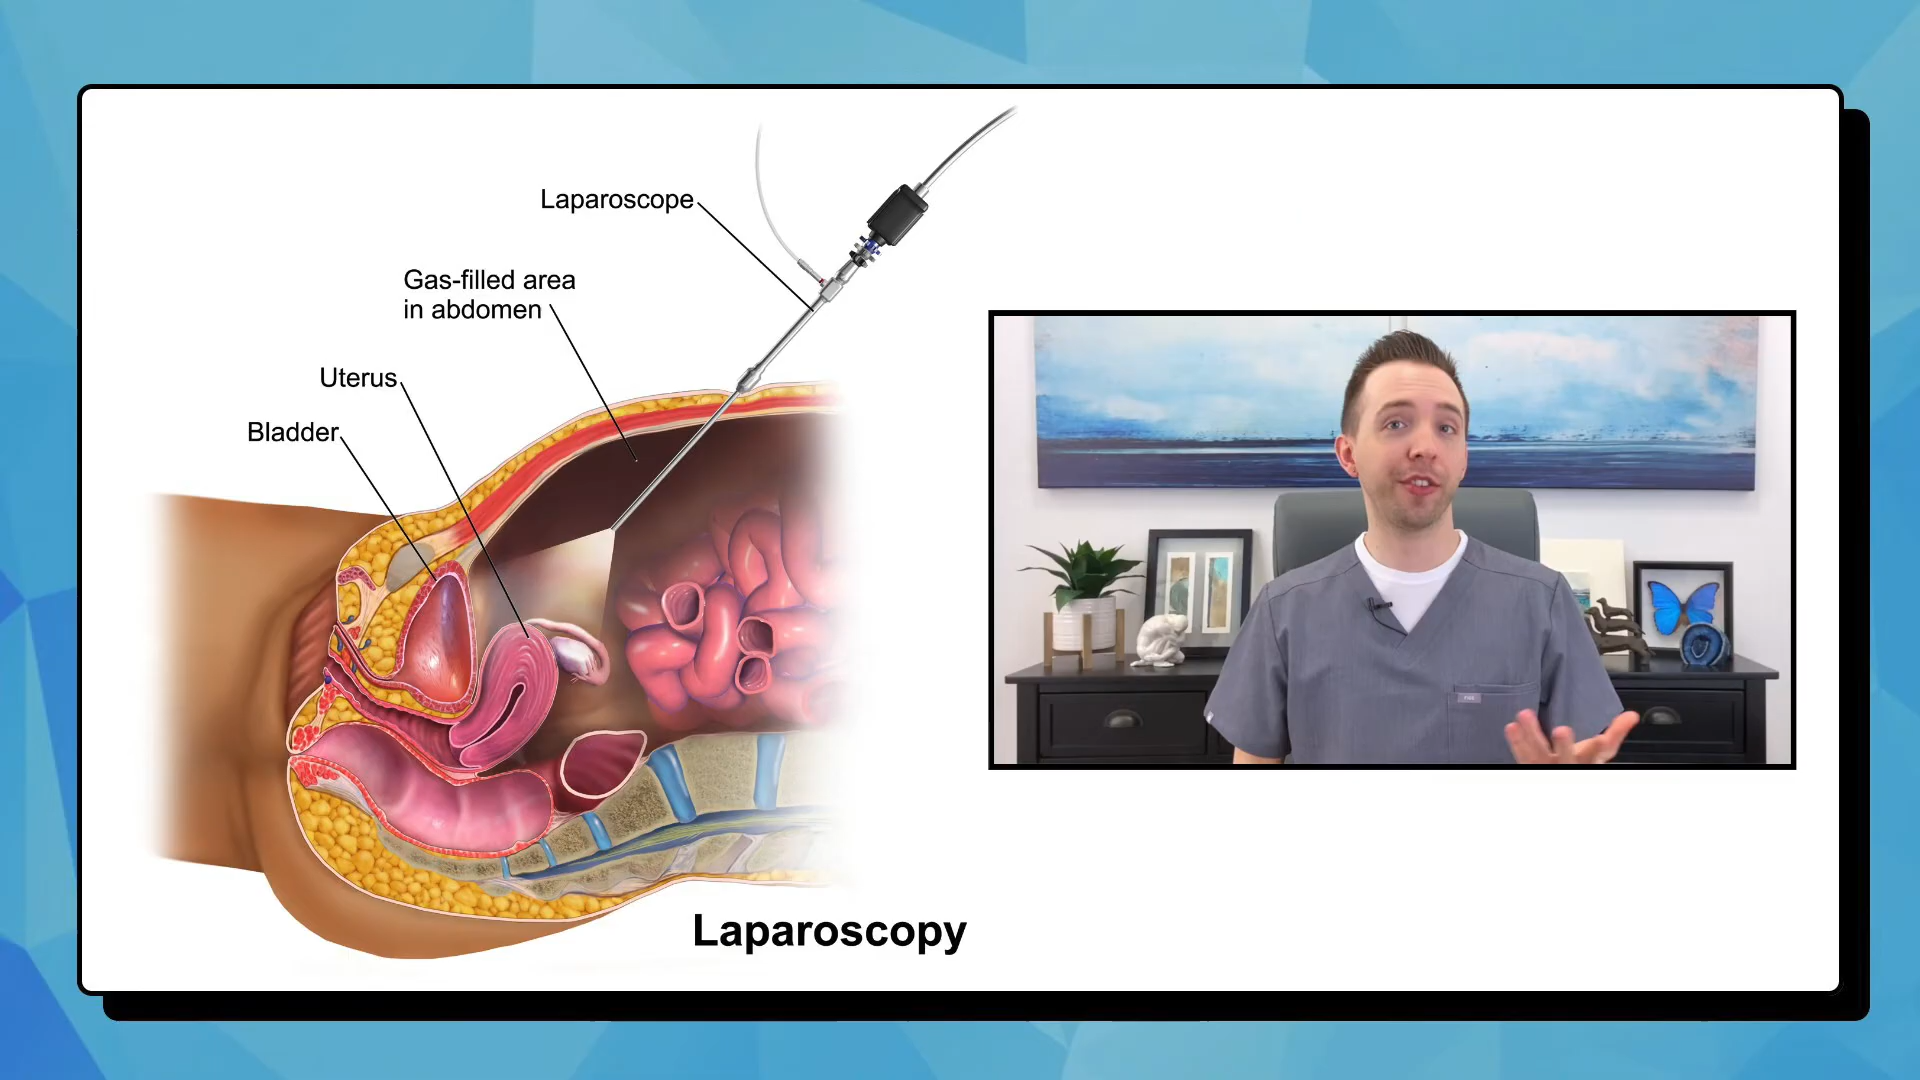 Laparoscope
Gas-filled area
in abdomen
Uterus
Bladder
Laparoscopy